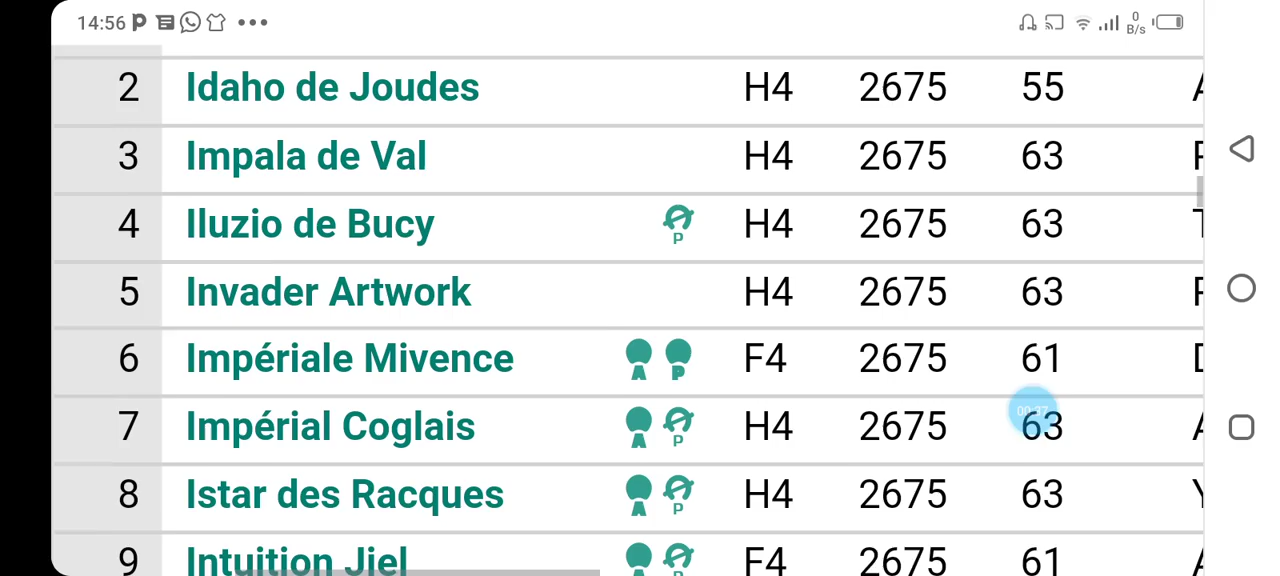 14:56 0 B/s
2 Idaho de Joudes H4 2675 55 A
3 Impala de Val H4 2675 63
4 Iluzio de Bucy P H4 2675 63 T
5 Invader Artwork H4 2675 63
6 Impériale Mivence A P F4 2675 61
7 Impérial Coglais A P H4 2675 63 A
8 Istar des Racques A P H4 2675 63 Y
9 Intuition Jiel A P F4 2675 61 A